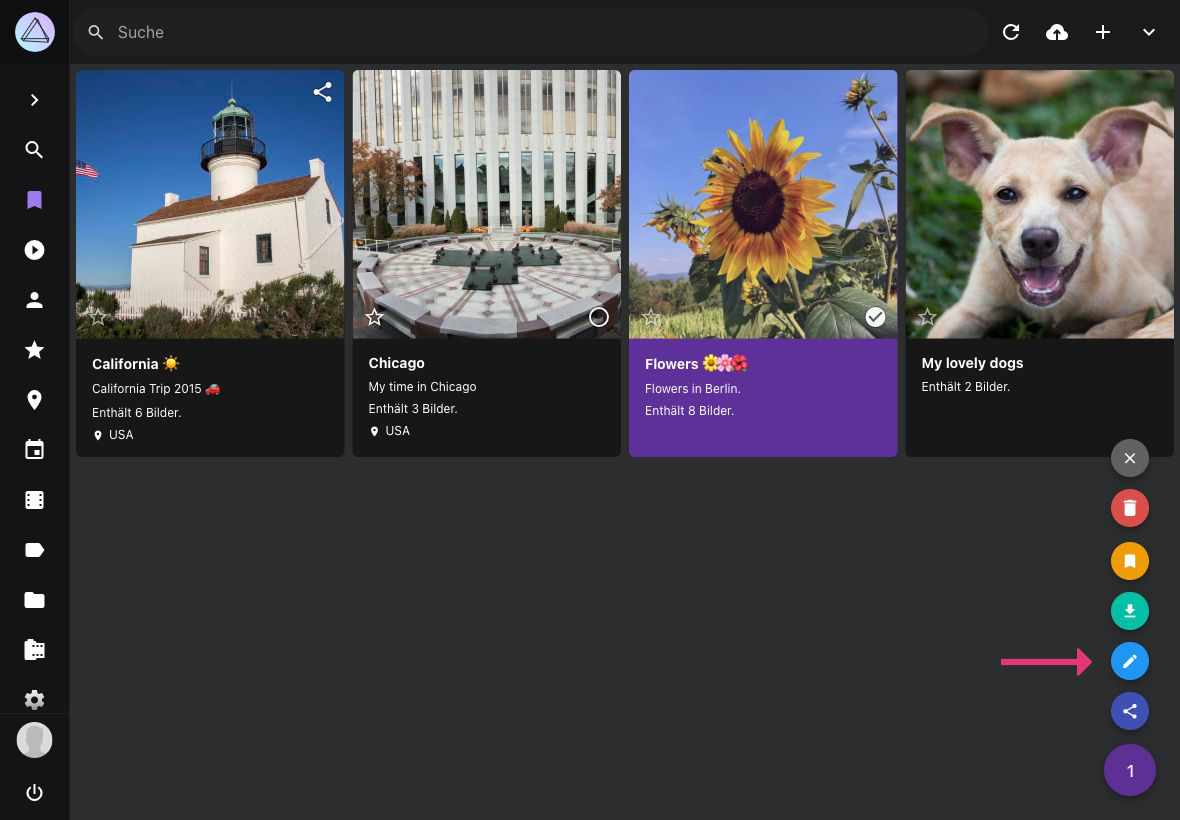 Suche
California ☀️
California Trip 2015 🚗
Enthält 6 Bilder.
USA
Chicago
My time in Chicago
Enthält 3 Bilder.
USA
Flowers 🌼🌸🌺
Flowers in Berlin.
Enthält 8 Bilder.
My lovely dogs
Enthält 2 Bilder.
1